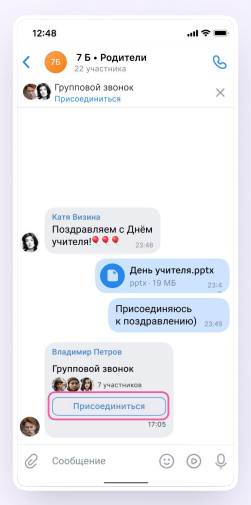 12:48
7Б
7 Б • Родители
22 участника
Групповой звонок
Присоединиться
Катя Визина
Поздравляем с Днём
учителя!🎈🎈🎈 23:48
День учителя.pptx
pptx · 19 МБ 23:4
Присоединяюсь
к поздравлению) 23:49
Владимир Петров
Групповой звонок
7 участников
Присоединиться
17:05
Сообщение